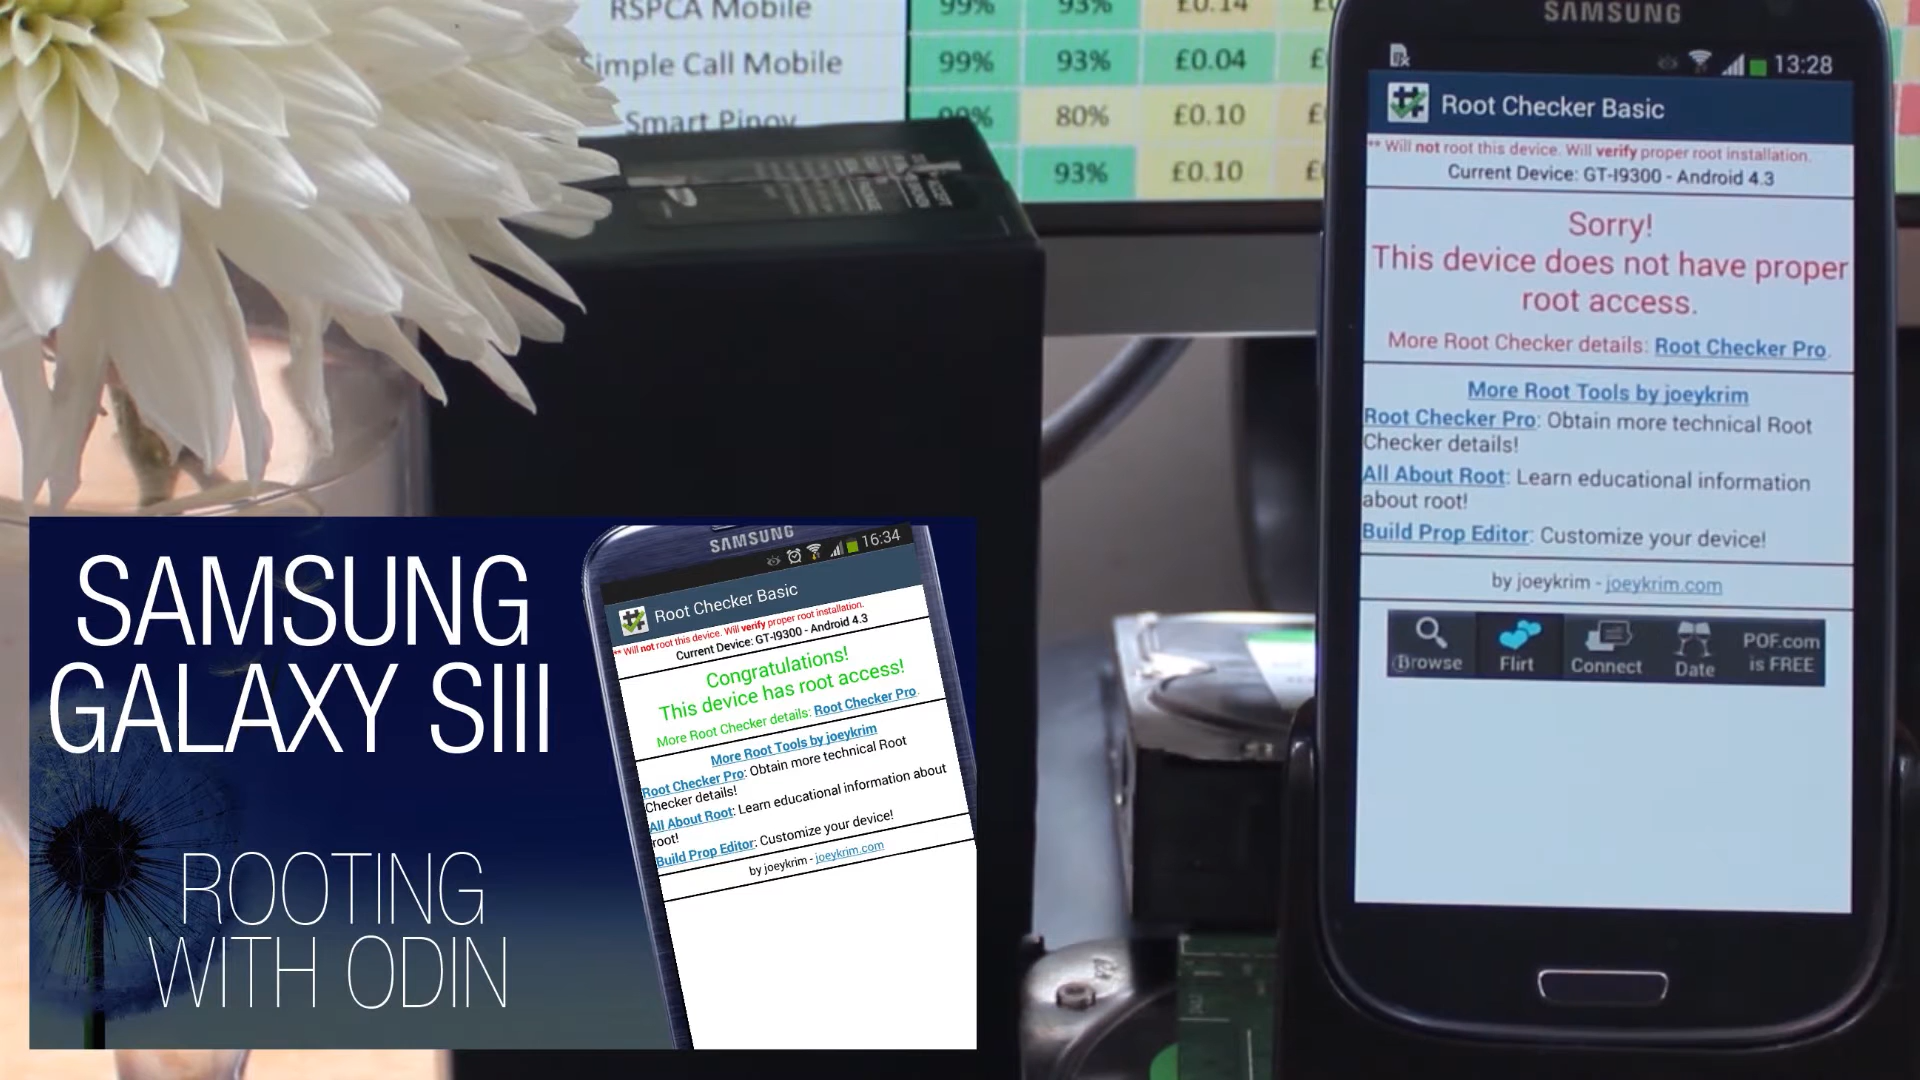 RSPCA Mobile 99% 93% £0.14
Simple Call Mobile 99% 93% £0.04
Smart Pinoy 99% 80% £0.10
93% £0.10
SAMSUNG
13:28
Root Checker Basic
** Will not root this device. Will verify proper root installation.
Current Device: GT-I9300 - Android 4.3
Sorry!
This device does not have proper
root access.
More Root Checker details: Root Checker Pro.
More Root Tools by joeykrim
Root Checker Pro: Obtain more technical Root
Checker details!
All About Root: Learn educational information
about root!
Build Prop Editor: Customize your device!
by joeykrim - joeykrim.com
Browse Flirt Connect Date POF.com
is FREE
SAMSUNG
GALAXY SIII
ROOTING
WITH ODIN
SAMSUNG
16:34
Root Checker Basic
** Will not root this device. Will verify proper root installation.
Current Device: GT-I9300 - Android 4.3
Congratulations!
This device has root access!
More Root Checker details: Root Checker Pro.
More Root Tools by joeykrim
Root Checker Pro: Obtain more technical Root
Checker details!
All About Root: Learn educational information about
root!
Build Prop Editor: Customize your device!
by joeykrim - joeykrim.com